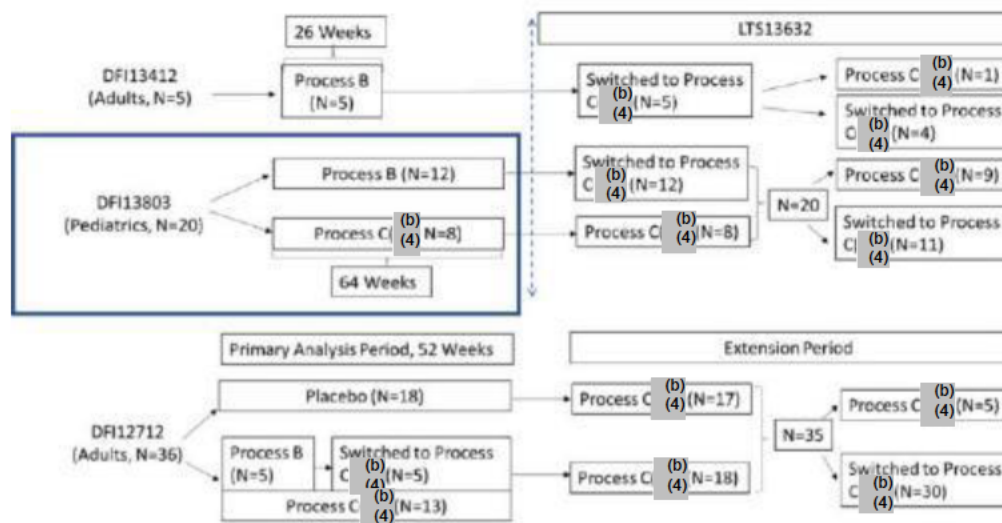 26 Weeks
LTS13632
DFI13412
(Adults, N=5)
Process B
(N=5)
Switched to Process
C (b) (4) (N=5)
Process C (b) (4) (N=1)
Switched to Process
C (b) (4) (N=4)
DFI13803
(Pediatrics, N=20)
Process B (N=12)
Process C( (b) (4) N=8)
64 Weeks
Switched to Process
C (b) (4) (N=12)
Process C( (b) (4) (N=8)
N=20
Process C (b) (4) (N=9)
Switched to Process
C( (b) (4) (N=11)
Primary Analysis Period, 52 Weeks
Extension Period
DFI12712
(Adults, N=36)
Placebo (N=18)
Process B
(N=5)
Switched to Process
C (b) (4) (N=5)
Process C (b) (4) (N=13)
Process C (b) (4) (N=17)
Process C( (b) (4) (N=18)
N=35
Process C (b) (4) (N=5)
Switched to Process
C( (b) (4) (N=30)